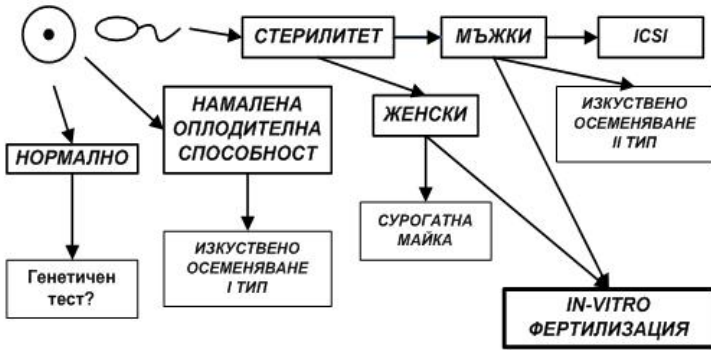 СТЕРИЛИТЕТ
МЪЖКИ
ICSI
НАМАЛЕНА
ОПЛОДИТЕЛНА
СПОСОБНОСТ
ЖЕНСКИ
ИЗКУСТВЕНО
ОСЕМЕНЯВАНЕ
II ТИП
НОРМАЛНО
СУРОГАТНА
МАЙКА
ИЗКУСТВЕНО
ОСЕМЕНЯВАНЕ
I ТИП
Генетичен
тест?
IN-VITRO
ФЕРТИЛИЗАЦИЯ